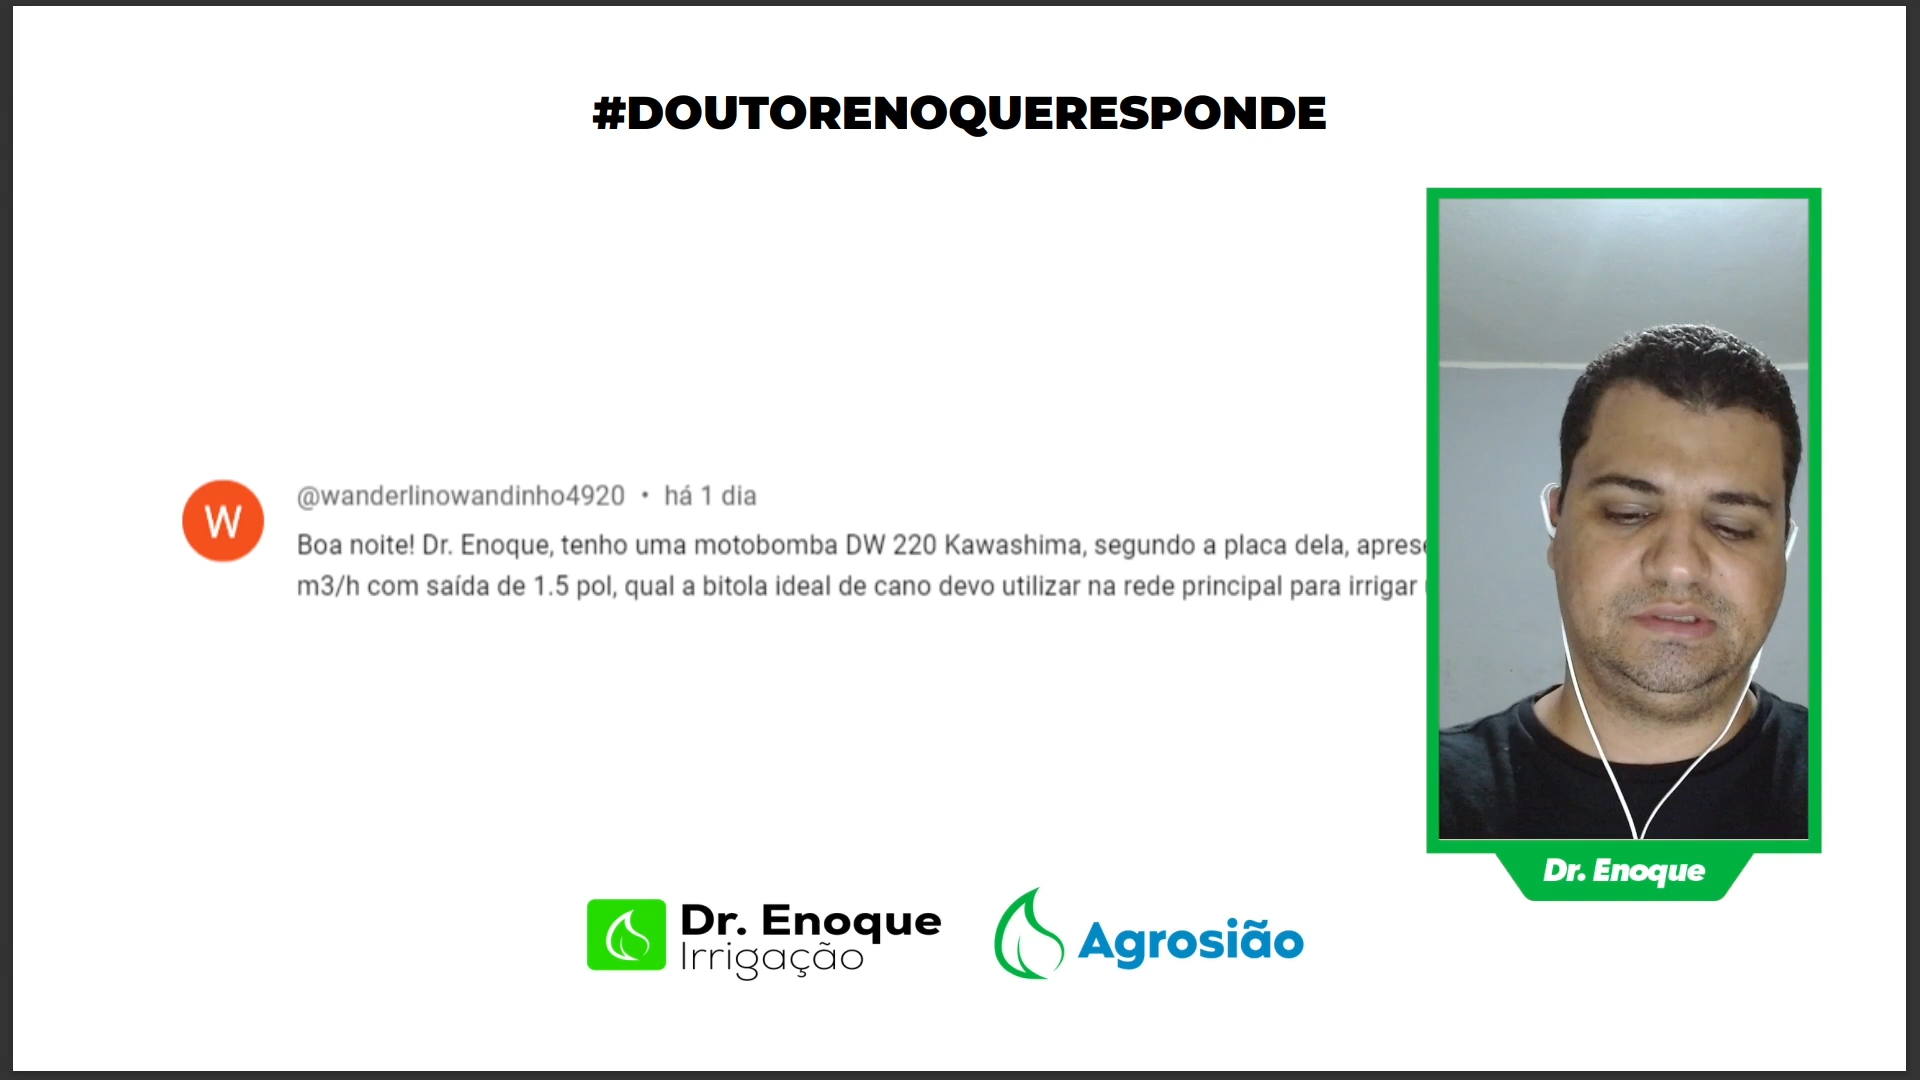 #DOUTORENOQUERESPONDE
W
@wanderlinowandinho4920 • há 1 dia
Boa noite! Dr. Enoque, tenho uma motobomba DW 220 Kawashima, segundo a placa dela,
m3/h com saída de 1.5 pol, qual a bitola ideal de cano devo utilizar na rede principal para irrigar
Dr. Enoque
Dr. Enoque
Irrigação
Agrosião